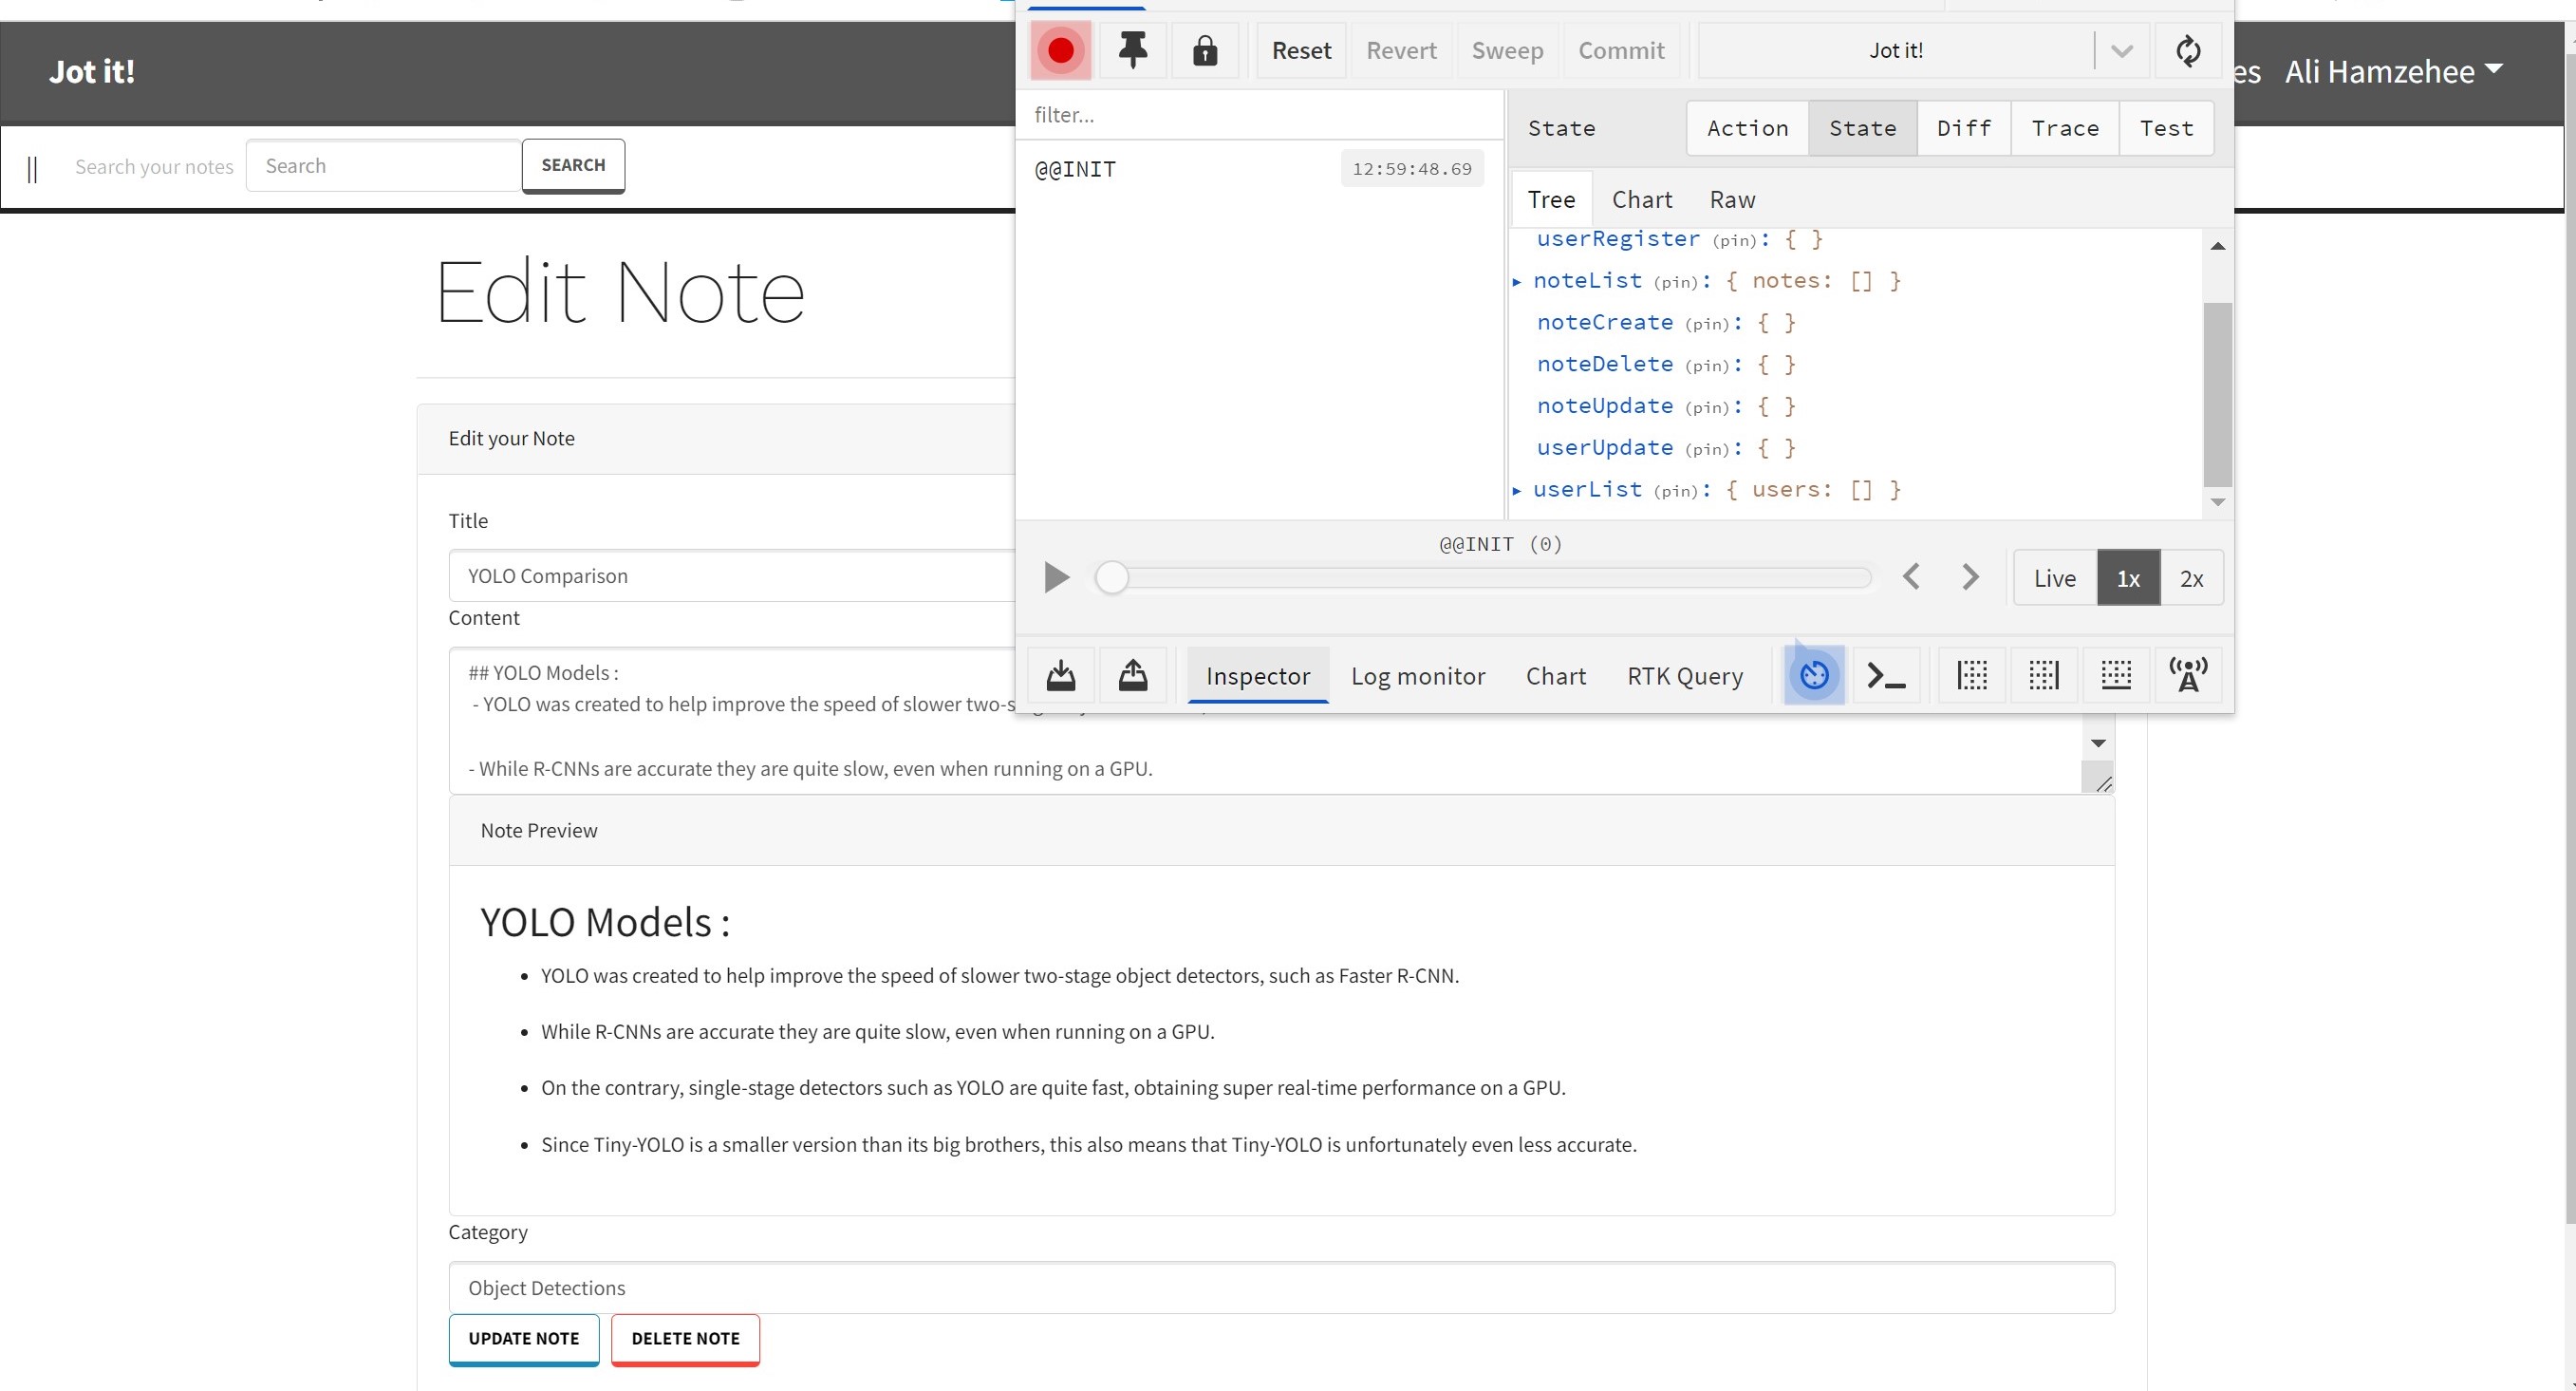 Jot it!
es Ali Hamzehee
Search your notes Search SEARCH
Edit Note
Edit your Note
Title
YOLO Comparison
Content
## YOLO Models :
- YOLO was created to help improve the speed of slower two-s
- While R-CNNs are accurate they are quite slow, even when running on a GPU.
Note Preview
YOLO Models :
YOLO was created to help improve the speed of slower two-stage object detectors, such as Faster R-CNN.
While R-CNNs are accurate they are quite slow, even when running on a GPU.
On the contrary, single-stage detectors such as YOLO are quite fast, obtaining super real-time performance on a GPU.
Since Tiny-YOLO is a smaller version than its big brothers, this also means that Tiny-YOLO is unfortunately even less accurate.
Category
Object Detections
UPDATE NOTE DELETE NOTE
Reset Revert Sweep Commit Jot it!
filter...
@@INIT 12:59:48.69
State Action State Diff Trace Test
Tree Chart Raw
userRegister (pin): { }
noteList (pin): { notes: [] }
noteCreate (pin): { }
noteDelete (pin): { }
noteUpdate (pin): { }
userUpdate (pin): { }
userList (pin): { users: [] }
@@INIT (0)
Live 1x 2x
Inspector Log monitor Chart RTK Query